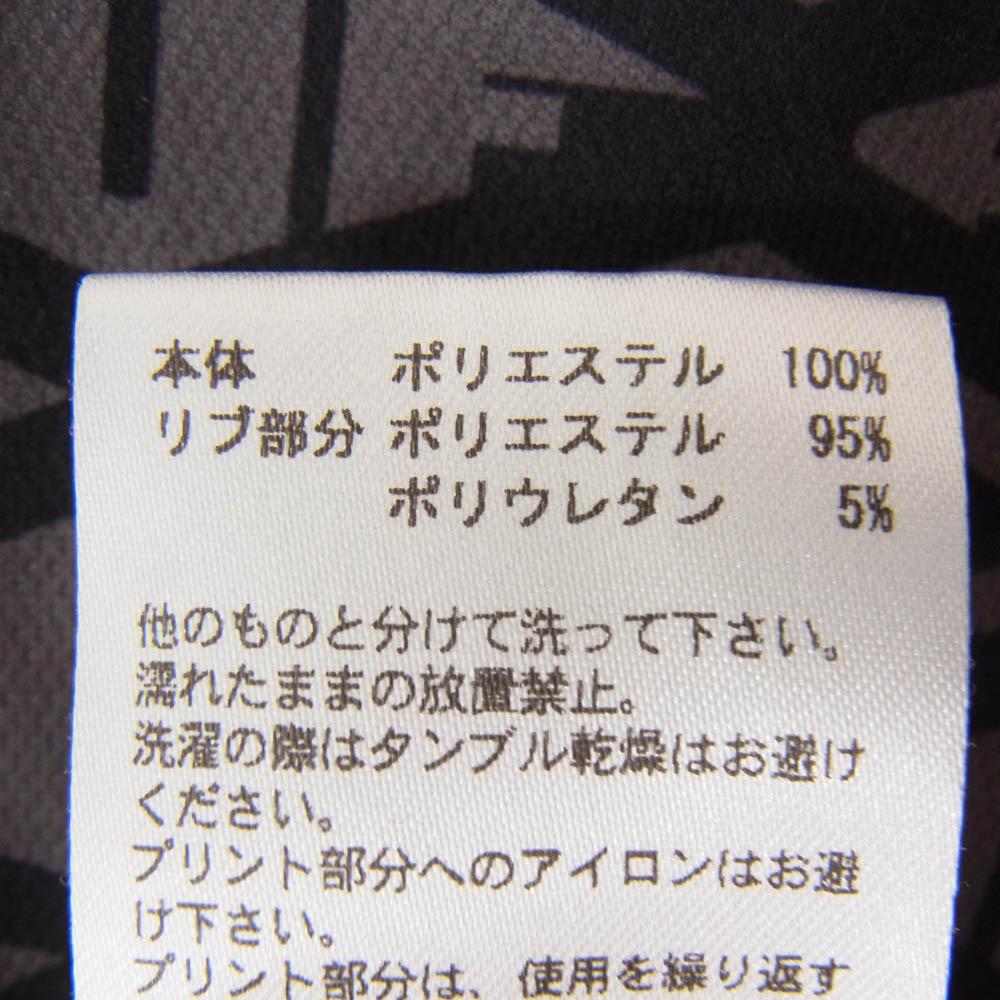 本体 ポリエステル 100%
リブ部分 ポリエステル 95%
ポリウレタン 5%
他のものと分けて洗って下さい。
濡れたままの放置禁止。
洗濯の際はタンブル乾燥はお避け
ください。
プリント部分へのアイロンはお避
け下さい。
プリント部分は、使用を繰り返す